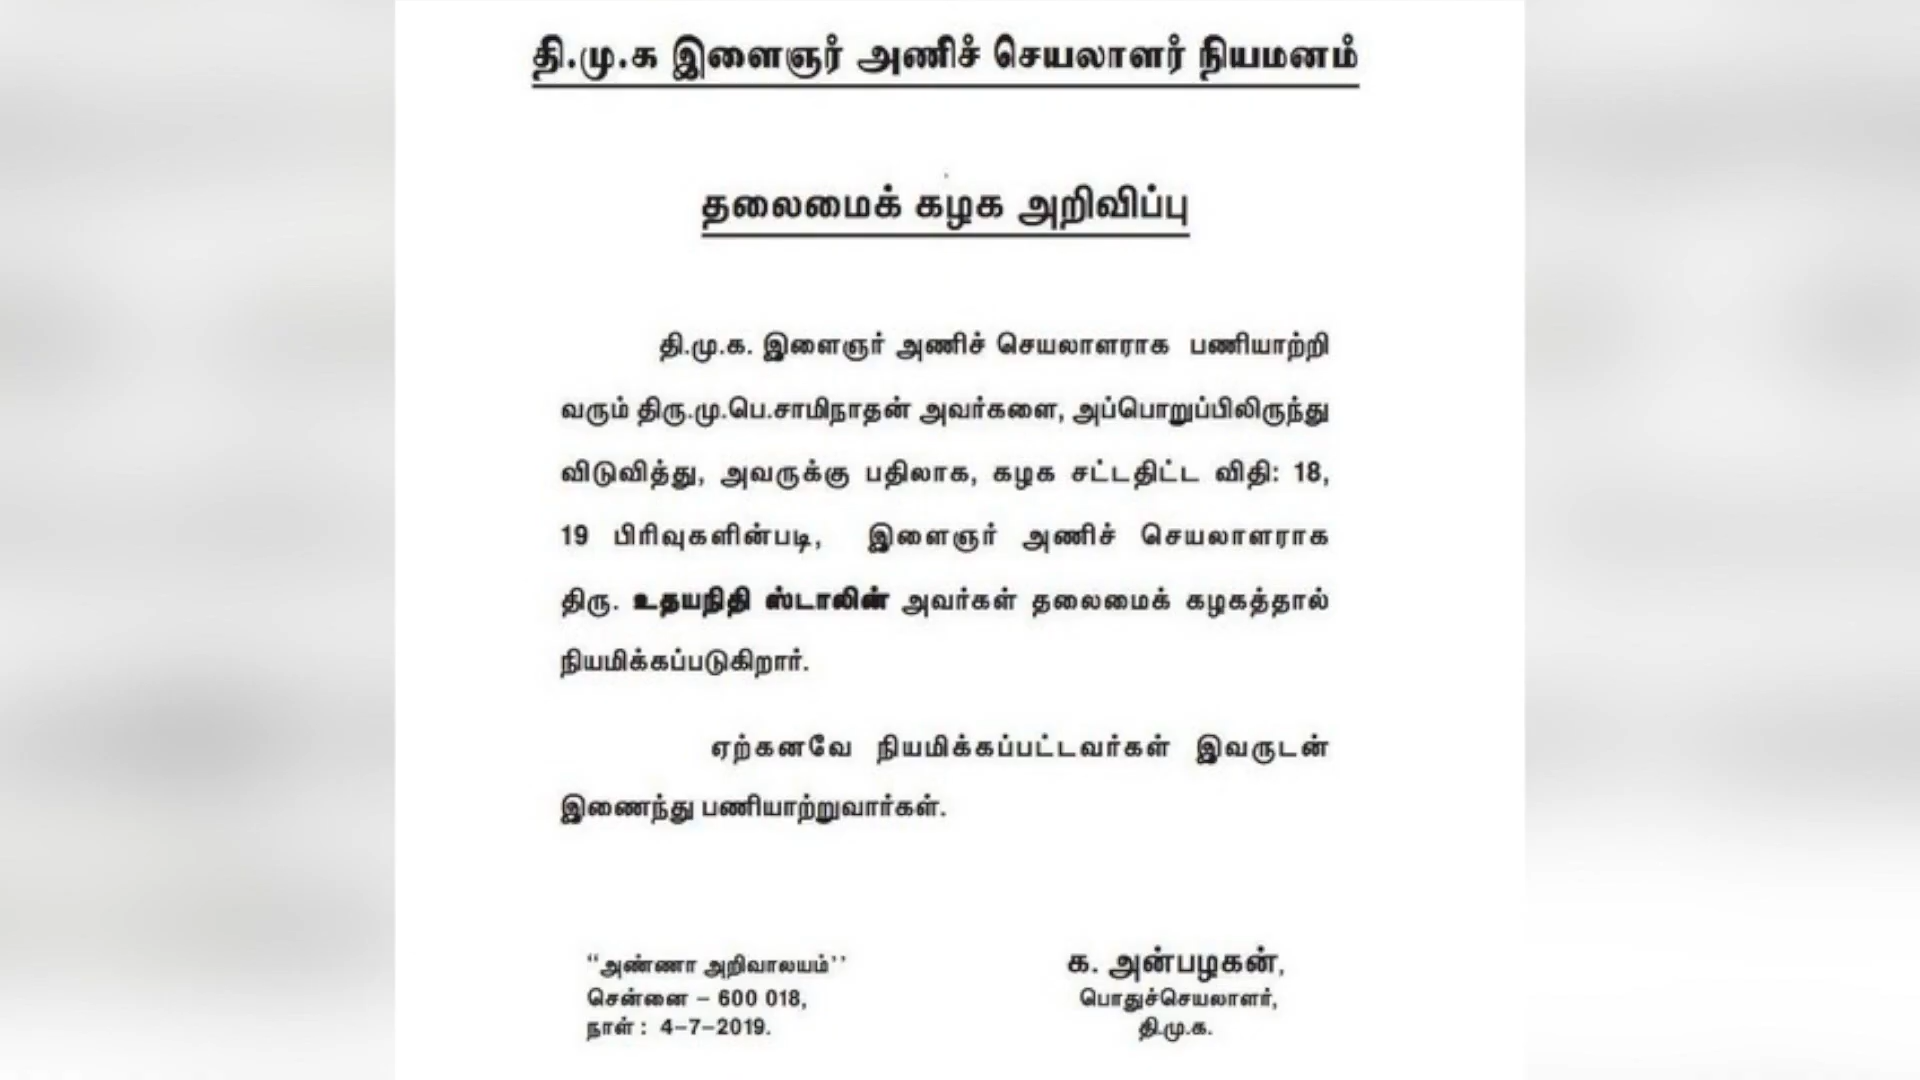 தி.மு.க இளைஞர் அணிச் செயலாளர் நியமனம்
தலைமைக் கழக அறிவிப்பு
தி.மு.க. இளைஞர் அணிச் செயலாளராக பணியாற்றி
வரும் திரு.மு.பெ.சாமிநாதன் அவர்களை, அப்பொறுப்பிலிருந்து
விடுவித்து, அவருக்கு பதிலாக, கழக சட்டதிட்ட விதி: 18,
19 பிரிவுகளின்படி, இளைஞர் அணிச் செயலாளராக
திரு. உதயநிதி ஸ்டாலின் அவர்கள் தலைமைக் கழகத்தால்
நியமிக்கப்படுகிறார்.
ஏற்கனவே நியமிக்கப்பட்டவர்கள் இவருடன்
இணைந்து பணியாற்றுவார்கள்.
“அண்ணா அறிவாலயம்’’
சென்னை – 600 018,
நாள் : 4-7-2019.
க. அன்பழகன்,
பொதுச்செயலாளர்,
தி.மு.க.